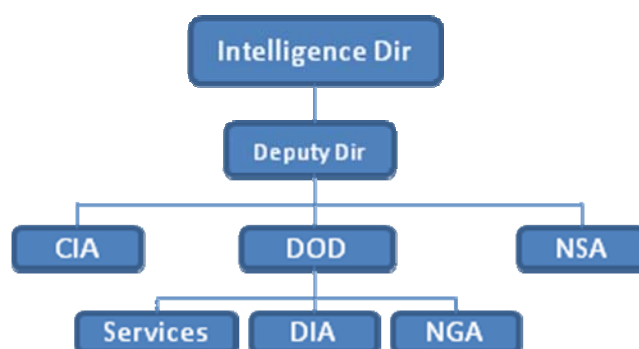 Intelligence Dir
Deputy Dir
CIA
DOD
NSA
Services
DIA
NGA